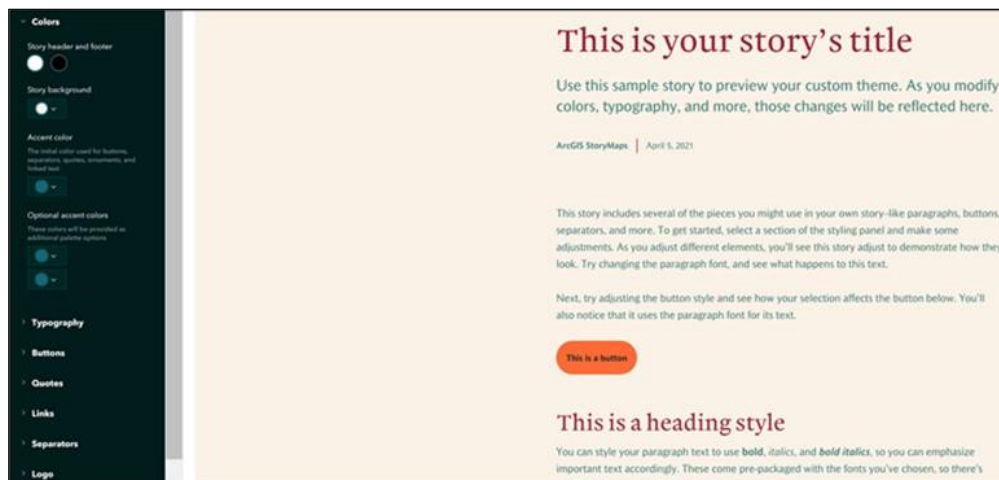 Colors
Story header and footer
Story background
Accent color
The initial color used for buttons,
separators, quotes, ornaments, and
linked text
Optional accent colors
These colors will be provided as
additional palette options
Typography
Buttons
Quotes
Links
Separators
Logo
This is your story's title
Use this sample story to preview your custom theme. As you modify
colors, typography, and more, those changes will be reflected here.
ArcGIS StoryMaps | April 5, 2021
This story includes several of the pieces you might use in your own story–like paragraphs, buttons,
separators, and more. To get started, select a section of the styling panel and make some
adjustments. As you adjust different elements, you'll see this story adjust to demonstrate how they
look. Try changing the paragraph font, and see what happens to this text.
Next, try adjusting the button style and see how your selection affects the button below. You'll
also notice that it uses the paragraph font for its text.
This is a button
This is a heading style
You can style your paragraph text to use bold, italics, and bold italics, so you can emphasize
important text accordingly. These come pre-packaged with the fonts you've chosen, so there's